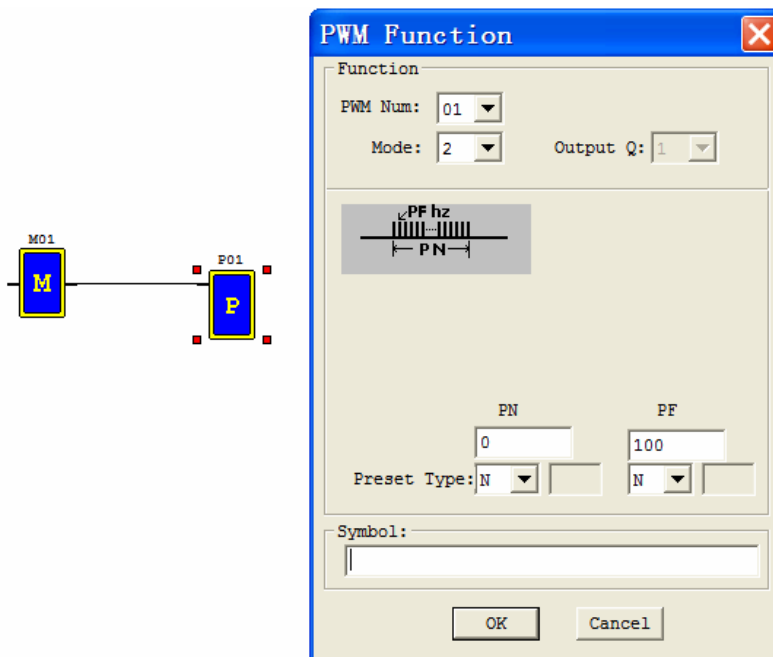 PWM Function
Function
PWM Num: 01
Mode: 2 Output Q: 1
PF hz
PN
M01
M
P01
P
PN PF
0 100
Preset Type: N N
Symbol:
OK Cancel